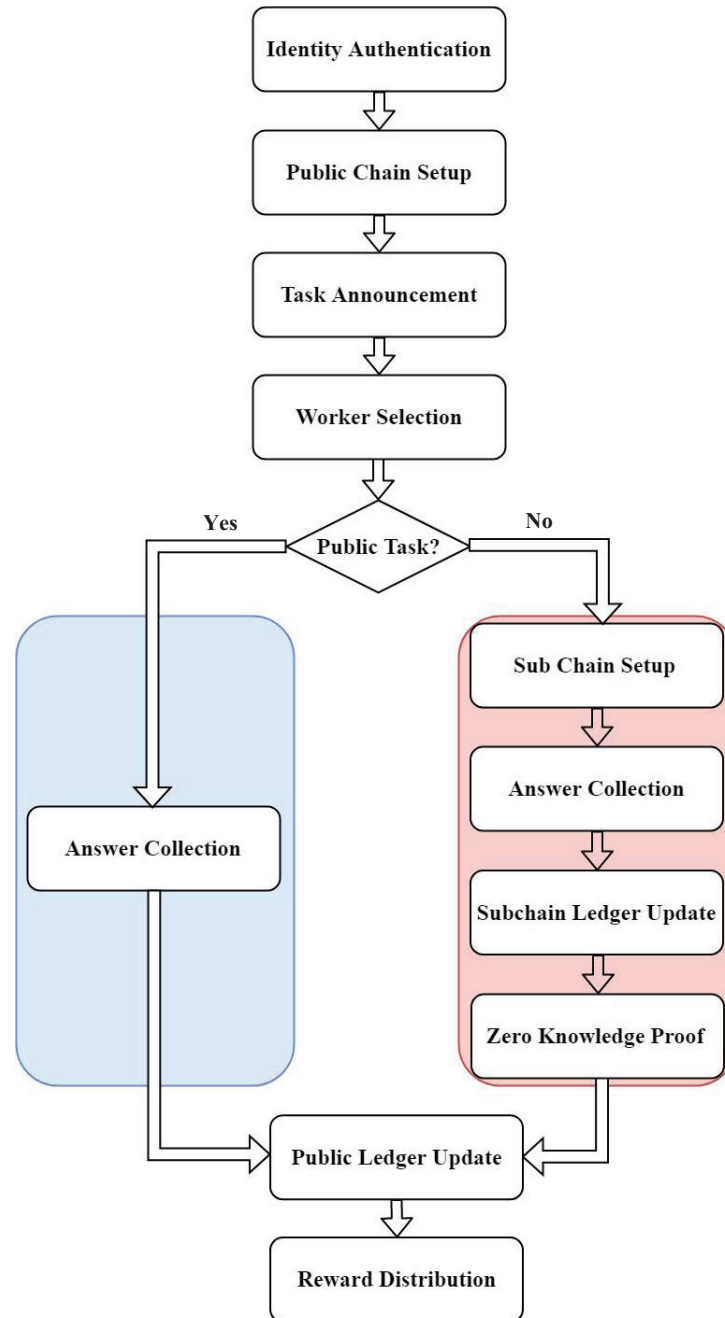 Identity Authentication
Public Chain Setup
Task Announcement
Worker Selection
Public Task?
Yes
No
Answer Collection
Sub Chain Setup
Answer Collection
Subchain Ledger Update
Zero Knowledge Proof
Public Ledger Update
Reward Distribution